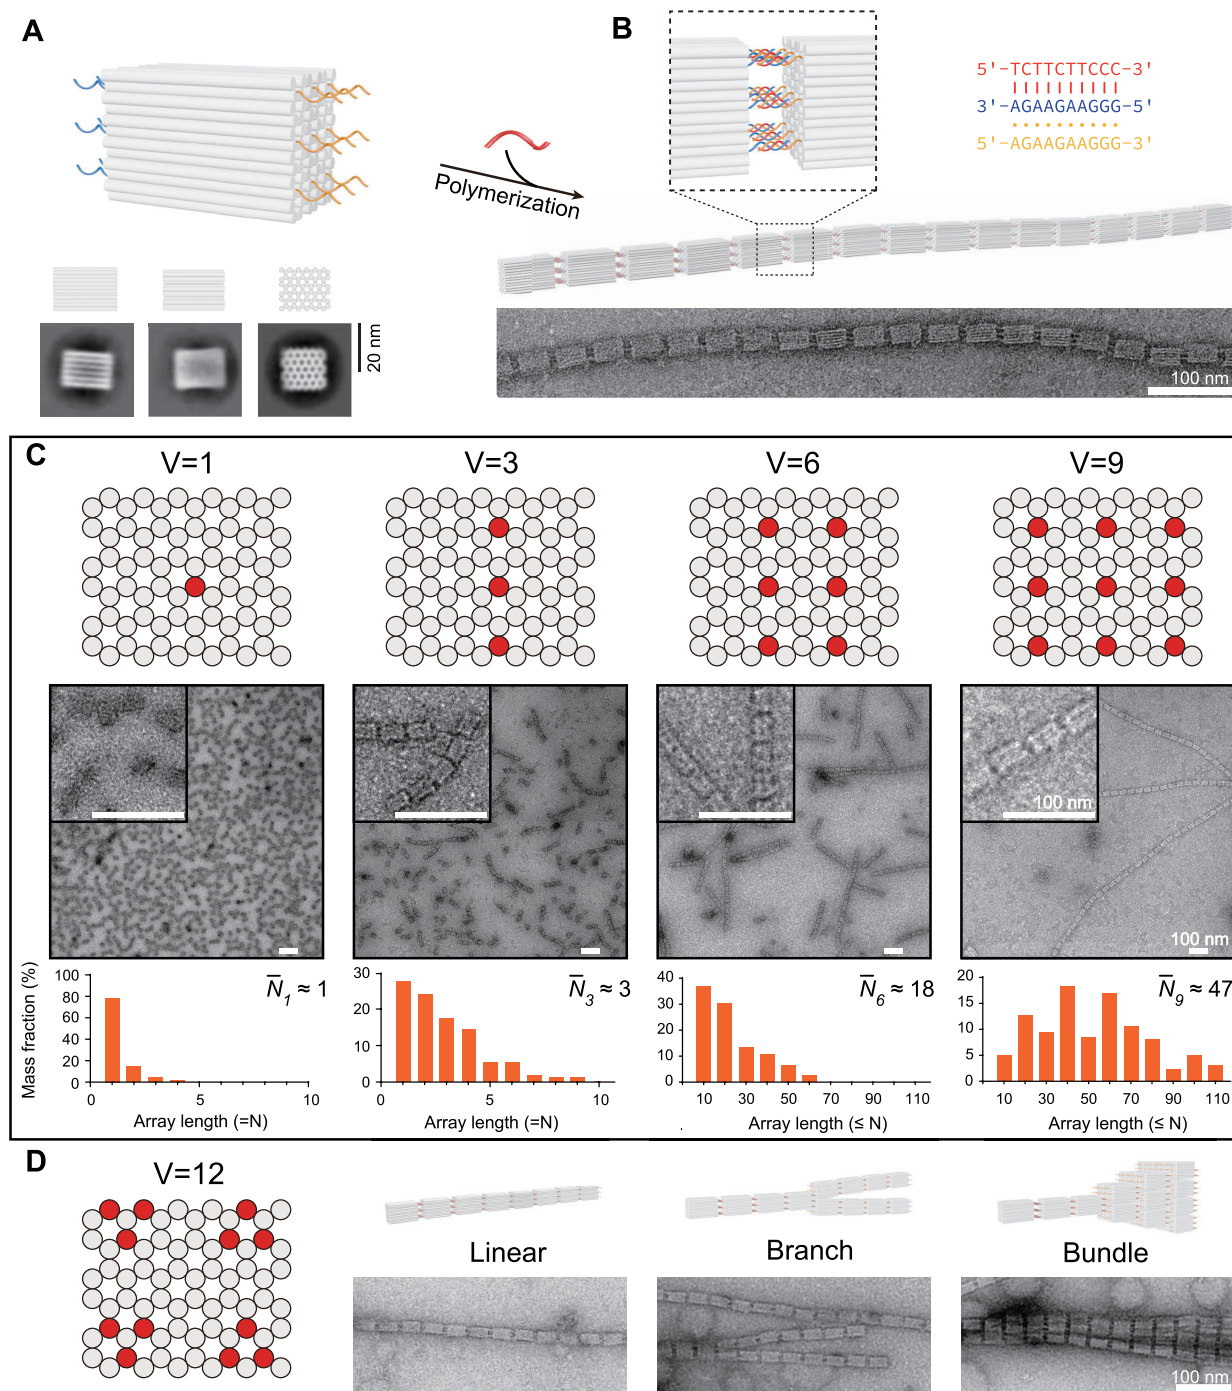 A
B
5'-TCTTCTTCCC-3'
3'-AGAAGAAGGG-5'
5'-AGAAGAAGGG-3'
Polymerization
20 nm
100 nm
C
V=1
V=3
V=6
V=9
100 nm
100 nm
Mass fraction (%)
100
80
60
40
20
0
N̅1 ≈ 1
0 5 10
Array length (=N)
30
20
10
0
N̅3 ≈ 3
0 5 10
Array length (=N)
40
30
20
10
0
N̅6 ≈ 18
10 30 50 70 90 110
Array length (≤ N)
20
15
10
5
0
N̅9 ≈ 47
10 30 50 70 90 110
Array length (≤ N)
D
V=12
Linear
Branch
Bundle
100 nm